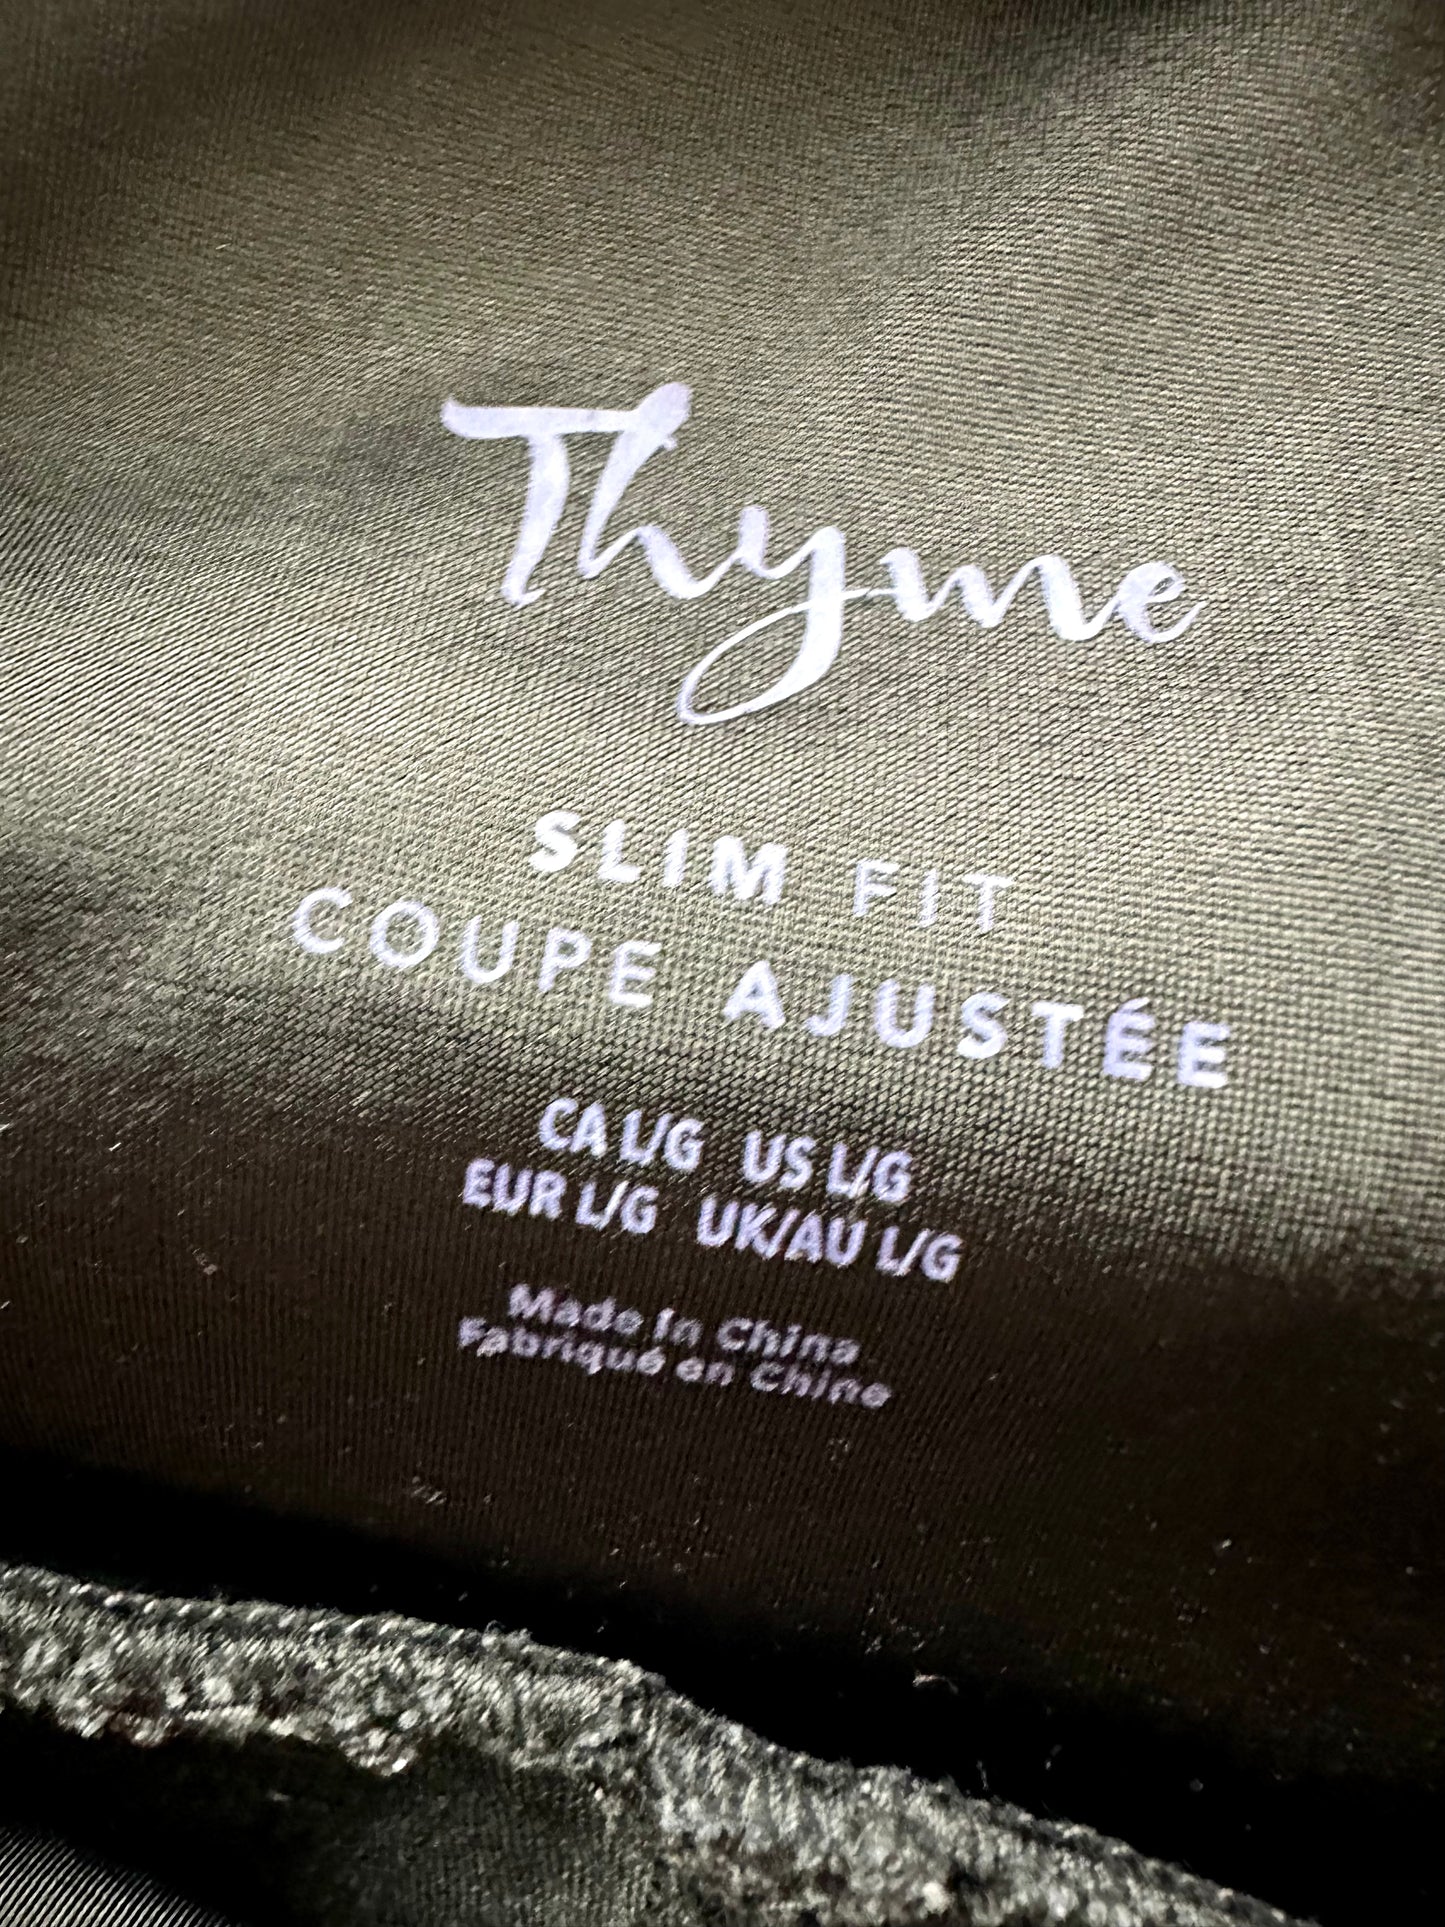 Thyme
SLIM FIT
COUPE AJUSTÉE
CA L/G US L/G
EUR L/G UK/AU L/G
Made In China
Fabriqué en Chine